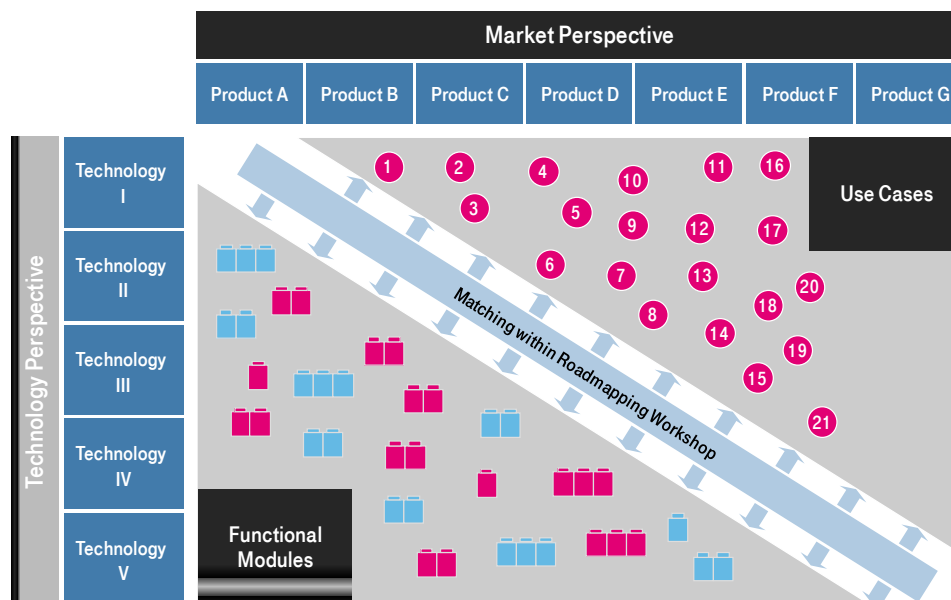 Market Perspective
Product A
Product B
Product C
Product D
Product E
Product F
Product G
Technology Perspective
Technology
I
Technology
II
Technology
III
Technology
IV
Technology
V
1
2
4
10
11
16
3
5
9
12
17
6
7
13
20
8
18
14
19
15
21
Use Cases
Matching within Roadmapping Workshop
Functional
Modules